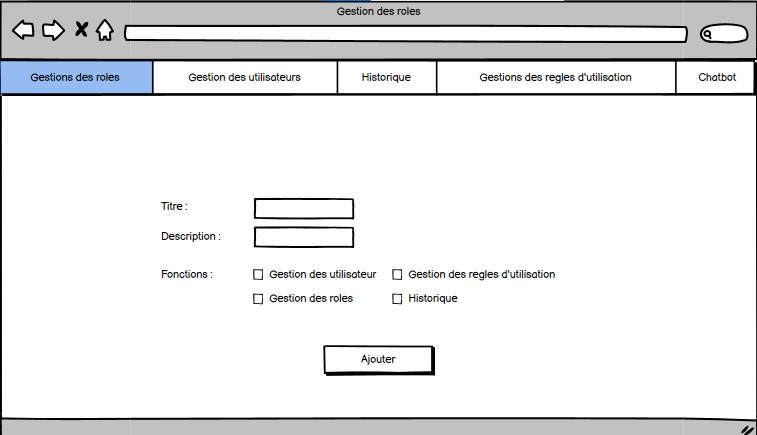 Gestion des roles
Gestions des roles Gestion des utilisateurs Historique Gestions des regles d'utilisation Chatbot
Titre :
Description :
Fonctions : Gestion des utilisateur Gestion des regles d'utilisation
Gestion des roles Historique
Ajouter